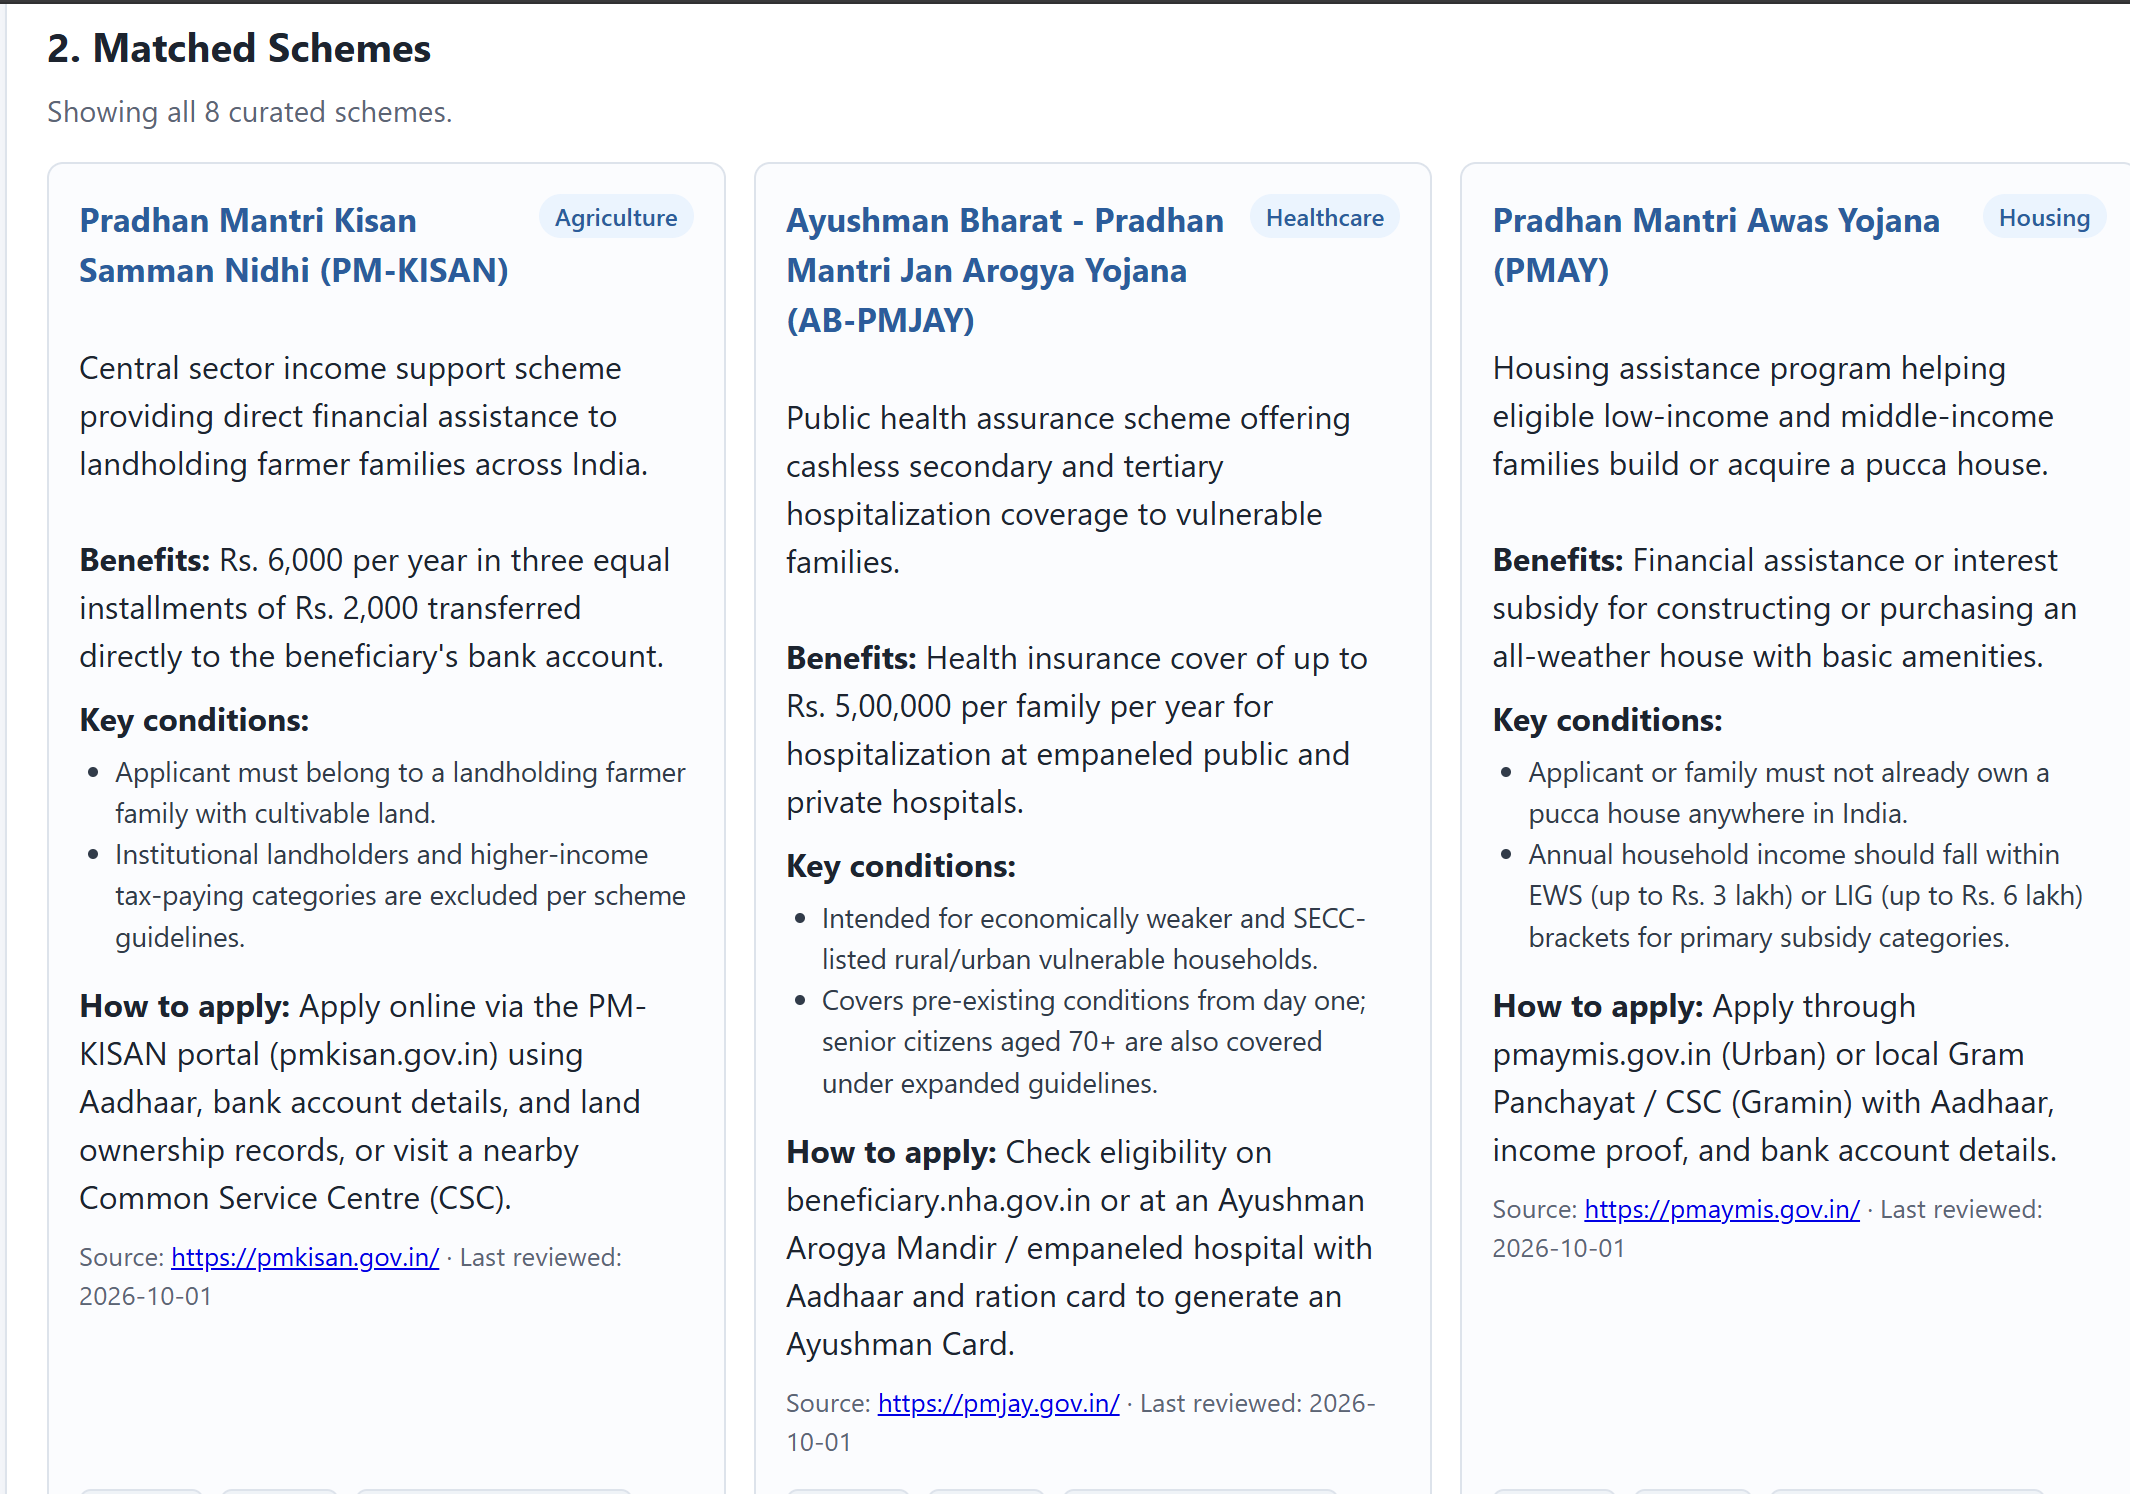 2. Matched Schemes
Showing all 8 curated schemes.
Pradhan Mantri Kisan
Samman Nidhi (PM-KISAN)
Agriculture
Central sector income support scheme
providing direct financial assistance to
landholding farmer families across India.
Benefits: Rs. 6,000 per year in three equal
installments of Rs. 2,000 transferred
directly to the beneficiary's bank account.
Key conditions:
• Applicant must belong to a landholding farmer
family with cultivable land.
• Institutional landholders and higher-income
tax-paying categories are excluded per scheme
guidelines.
How to apply: Apply online via the PM-
KISAN portal (pmkisan.gov.in) using
Aadhaar, bank account details, and land
ownership records, or visit a nearby
Common Service Centre (CSC).
Source: https://pmkisan.gov.in/ · Last reviewed:
2026-10-01
Ayushman Bharat - Pradhan
Mantri Jan Arogya Yojana
(AB-PMJAY)
Healthcare
Public health assurance scheme offering
cashless secondary and tertiary
hospitalization coverage to vulnerable
families.
Benefits: Health insurance cover of up to
Rs. 5,00,000 per family per year for
hospitalization at empaneled public and
private hospitals.
Key conditions:
• Intended for economically weaker and SECC-
listed rural/urban vulnerable households.
• Covers pre-existing conditions from day one;
senior citizens aged 70+ are also covered
under expanded guidelines.
How to apply: Check eligibility on
beneficiary.nha.gov.in or at an Ayushman
Arogya Mandir / empaneled hospital with
Aadhaar and ration card to generate an
Ayushman Card.
Source: https://pmjay.gov.in/ · Last reviewed: 2026-
10-01
Pradhan Mantri Awas Yojana
(PMAY)
Housing
Housing assistance program helping
eligible low-income and middle-income
families build or acquire a pucca house.
Benefits: Financial assistance or interest
subsidy for constructing or purchasing an
all-weather house with basic amenities.
Key conditions:
• Applicant or family must not already own a
pucca house anywhere in India.
• Annual household income should fall within
EWS (up to Rs. 3 lakh) or LIG (up to Rs. 6 lakh)
brackets for primary subsidy categories.
How to apply: Apply through
pmaymis.gov.in (Urban) or local Gram
Panchayat / CSC (Gramin) with Aadhaar,
income proof, and bank account details.
Source: https://pmaymis.gov.in/ · Last reviewed:
2026-10-01